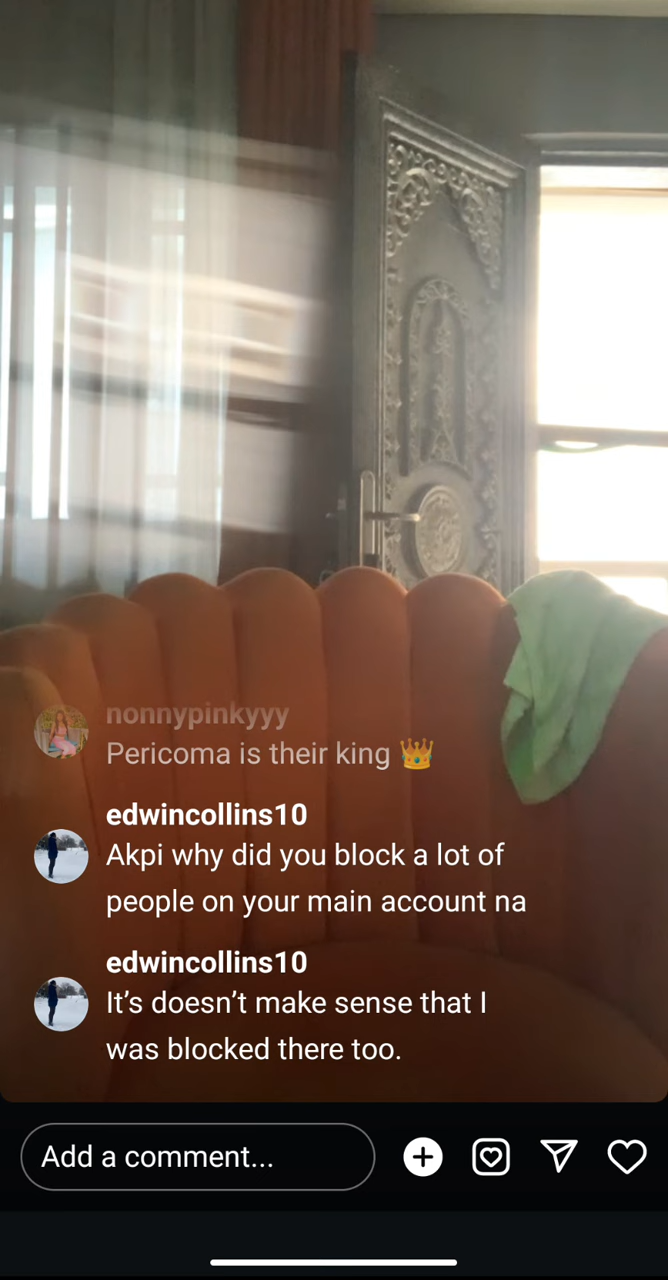 nonnypinkyyy
Pericoma is their king 👑
edwincollins10
Akpi why did you block a lot of
people on your main account na
edwincollins10
It's doesn't make sense that I
was blocked there too.
Add a comment...